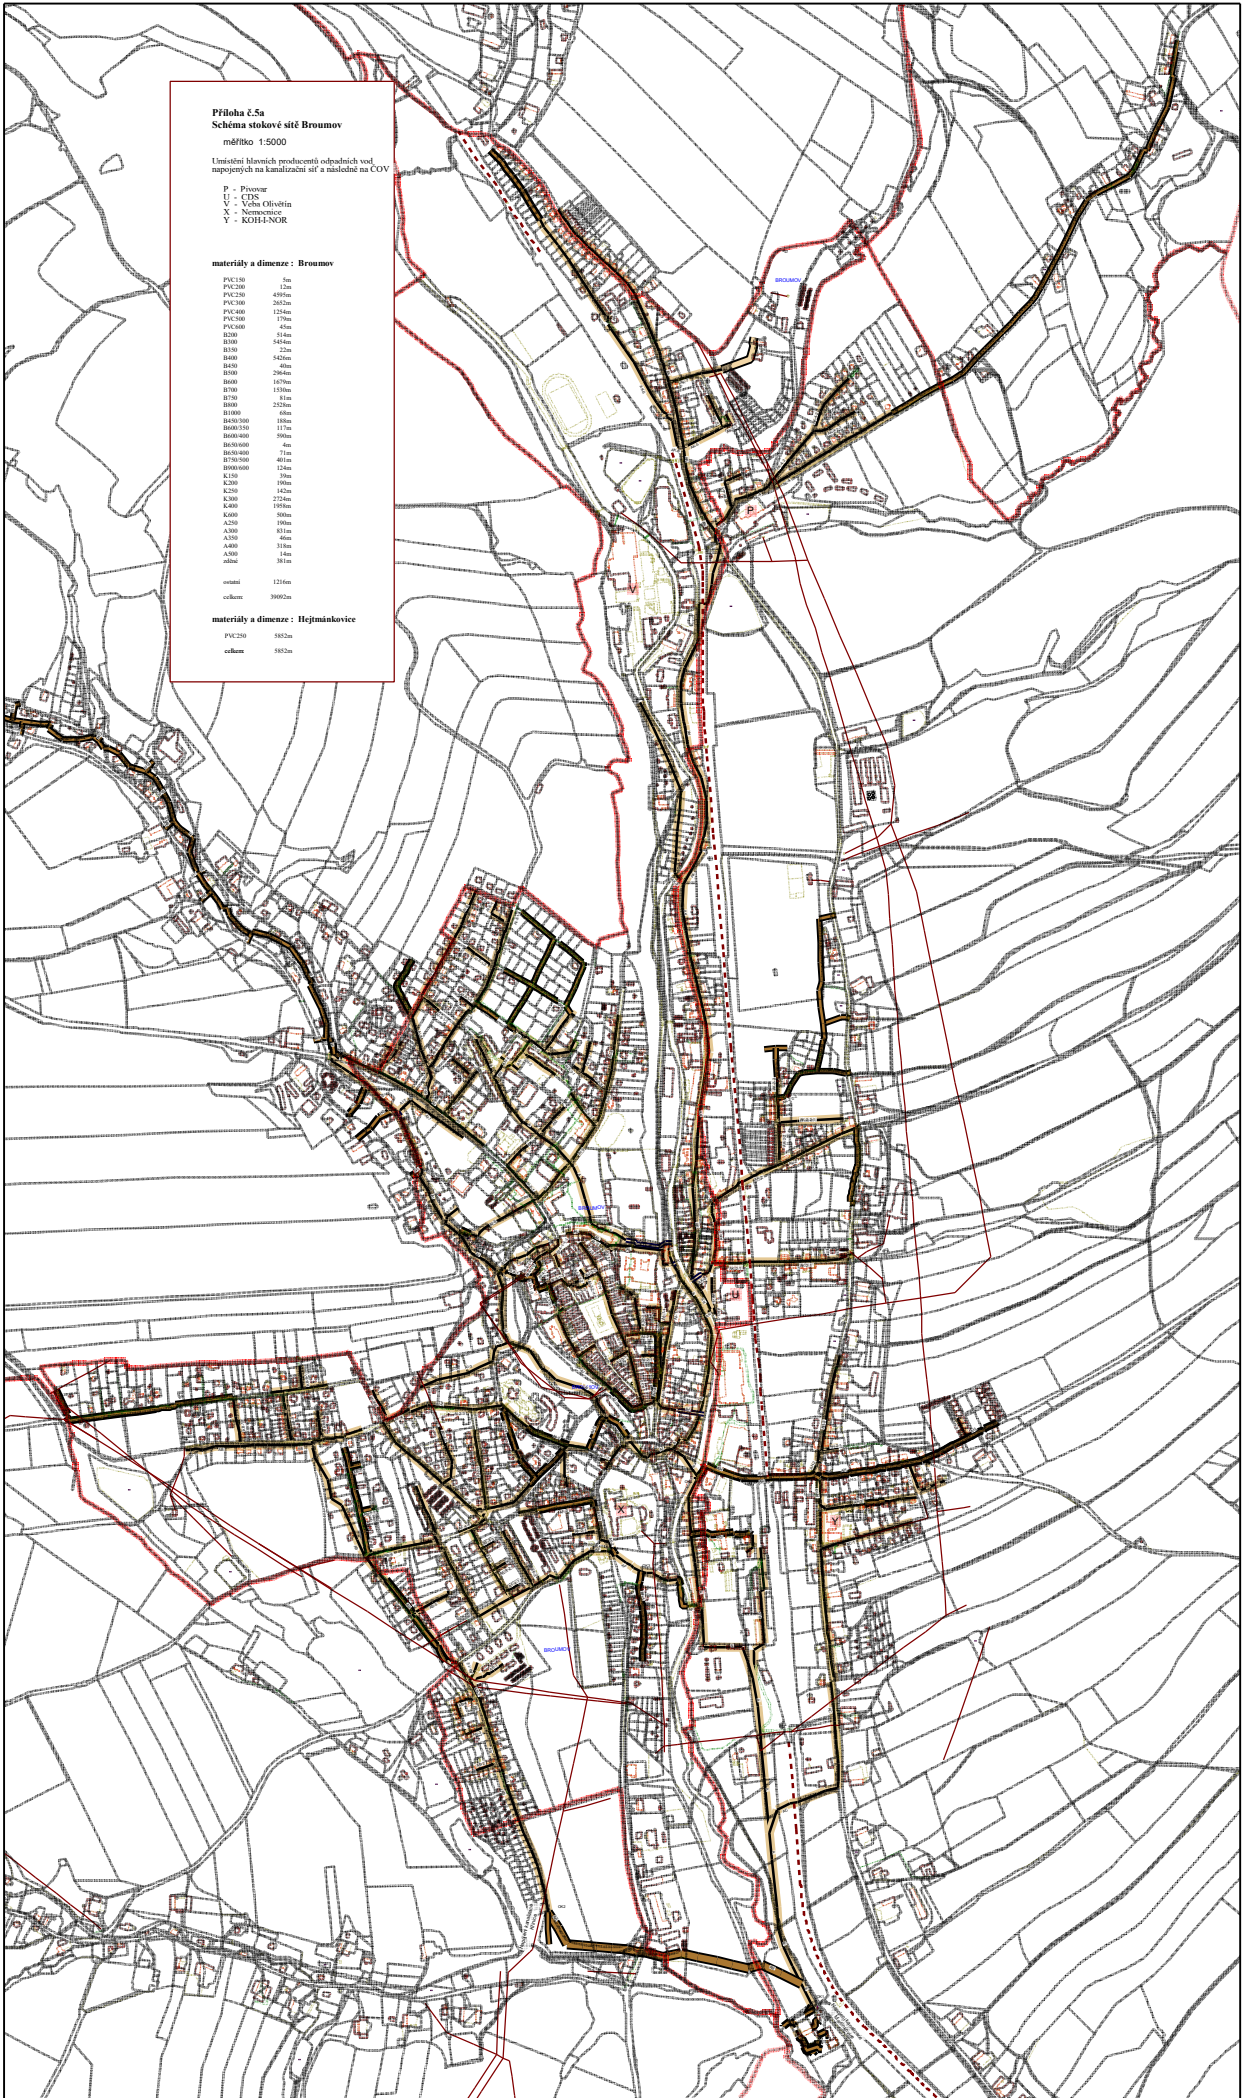 Příloha č.5a
Schéma stokové sítě Broumov
měřítko 1:5000
Umístění hlavních producentů odpadních vod
napojených na kanalizační síť a následně na ČOV
P - Pivovar
U - CDS
V - Veba Olivětín
X - Nemocnice
Y - KOH-I-NOR
materiály a dimenze : Broumov
PVC150 5m
PVC200 12m
PVC250 4595m
PVC300 2652m
PVC400 1254m
PVC500 179m
PVC600 45m
B200 514m
B300 5454m
B350 22m
B400 5426m
B450 40m
B500 2964m
B600 1679m
B700 1530m
B750 81m
B800 2528m
B1000 68m
B450/300 188m
B600/350 117m
B600/400 590m
B650/600 4m
B650/400 71m
B750/500 401m
B900/600 124m
K150 39m
K200 190m
K250 142m
K300 2724m
K400 1958m
K600 500m
A250 190m
A300 831m
A350 46m
A400 318m
A500 14m
zděné 381m
ostatní 1216m
celkem: 39092m
materiály a dimenze : Hejtmánkovice
PVC250 5852m
celkem: 5852m
BROUMOV
P
V
BROUMOV
U
X
Y
BROUMOV